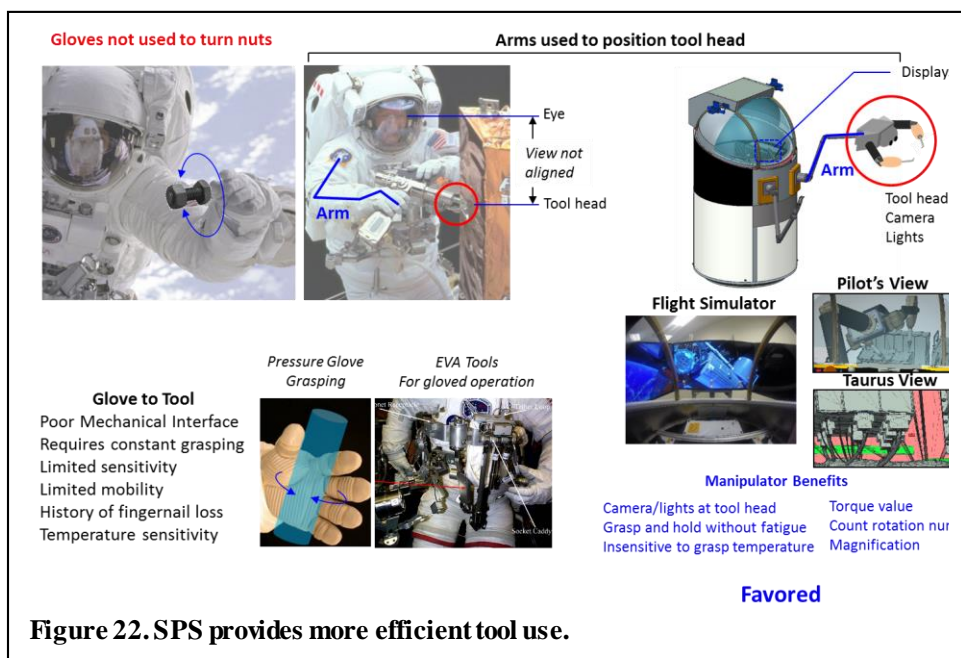 Gloves not used to turn nuts
Arms used to position tool head
Eye
View not
aligned
Tool head
Arm
Display
Arm
Tool head
Camera
Lights
Flight Simulator
Pilot's View
Taurus View
Glove to Tool
Poor Mechanical Interface
Requires constant grasping
Limited sensitivity
Limited mobility
History of fingernail loss
Temperature sensitivity
Pressure Glove
Grasping
EVA Tools
For gloved operation
Socket Caddy
Manipulator Benefits
Camera/lights at tool head
Grasp and hold without fatigue
Insensitive to grasp temperature
Torque value
Count rotation nur
Magnification
Favored
Figure 22. SPS provides more efficient tool use.